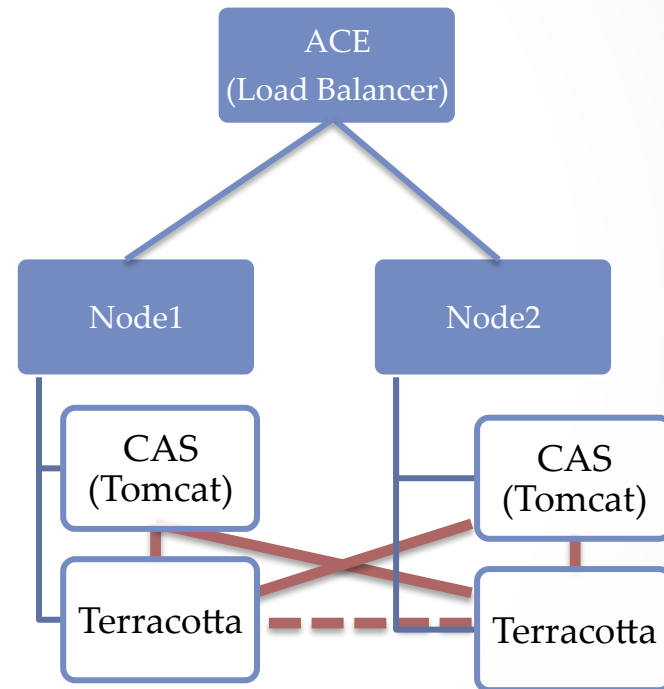 ACE
(Load Balancer)
Node1
Node2
CAS
(Tomcat)
CAS
(Tomcat)
Terracotta
Terracotta